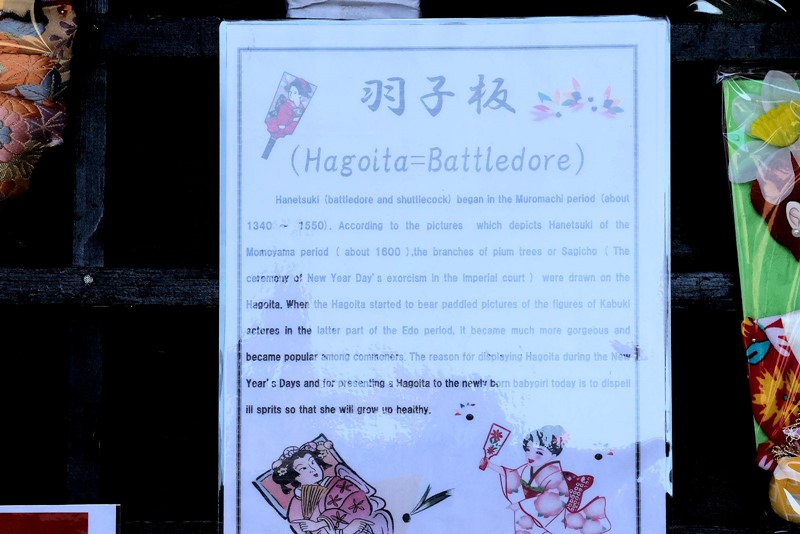 羽子板
(Hagoita=Battledore)
Hanetsuki (battledore and shuttlecock) began in the Muromachi period (about
1340 ~ 1550). According to the pictures which depicts Hanetsuki of the
Momoyama period ( about 1600 ),the branches of plum trees or Sagicho ( The
ceremony of New Year Day's exorcism in the Imperial court ) were drawn on the
Hagoita. When the Hagoita started to bear peddled pictures of the figures of Kabuki
actores in the latter part of the Edo period, it became much more gorgeous and
became popular among commoners. The reason for displaying Hagoita during the New
Year's Days and for presenting a Hagoita to the newly born babygirl today is to dispell
ill sprits so that she will grow up healthy.